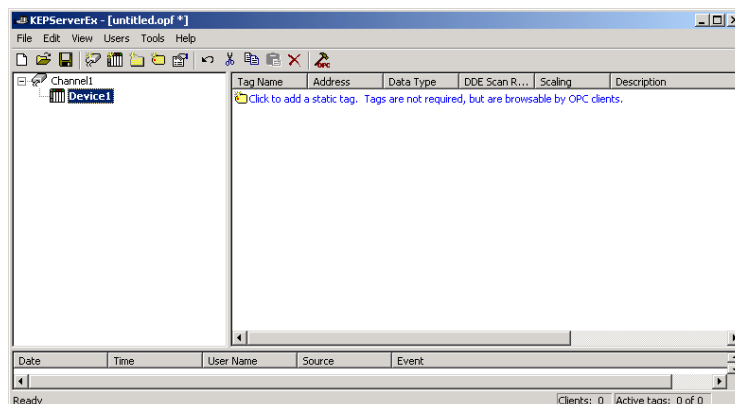 KEPServerEx - [untitled.opf *]
File Edit View Users Tools Help
OPC
Channel1
Device1
Tag Name Address Data Type DDE Scan R... Scaling Description
Click to add a static tag. Tags are not required, but are browsable by OPC clients.
Date Time User Name Source Event
Ready Clients: 0 Active tags: 0 of 0